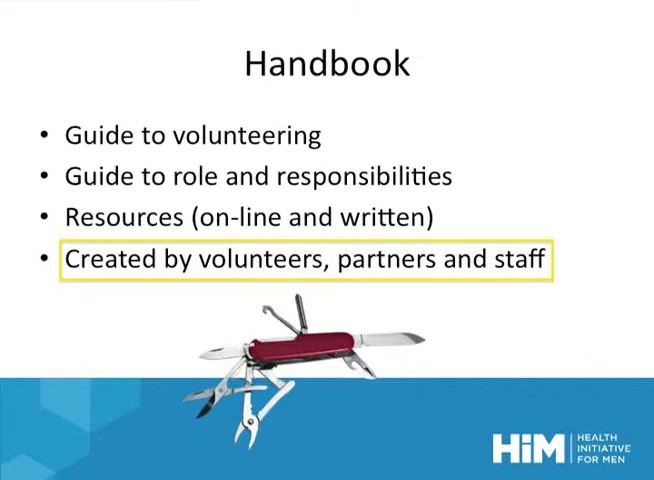 Handbook
• Guide to volunteering
• Guide to role and responsibilities
• Resources (on-line and written)
• Created by volunteers, partners and staff
HiM
HEALTH
INITIATIVE
FOR MEN